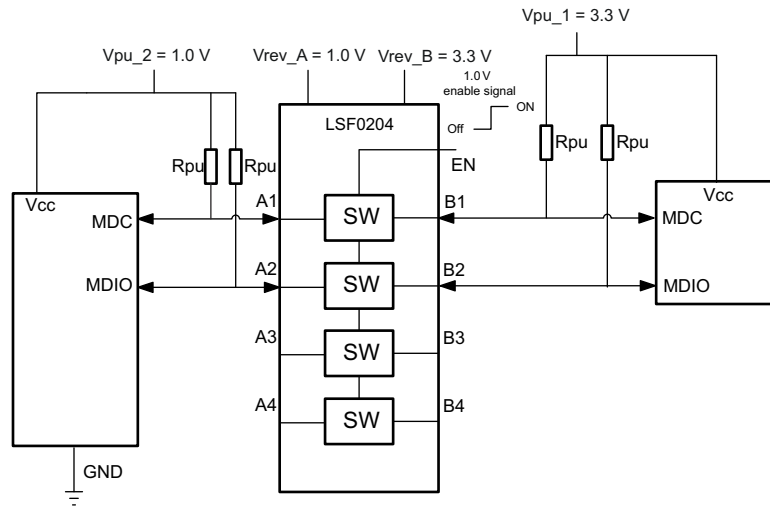 Vpu_1 = 3.3 V
Vpu_2 = 1.0 V
Vrev_A = 1.0 V
Vrev_B = 3.3 V
1.0 V
enable signal
ON
Off
LSF0204
EN
Rpu
Rpu
Rpu
Rpu
Vcc
MDC
A1
SW
B1
Vcc
MDC
MDIO
A2
SW
B2
MDIO
A3
SW
B3
A4
SW
B4
GND